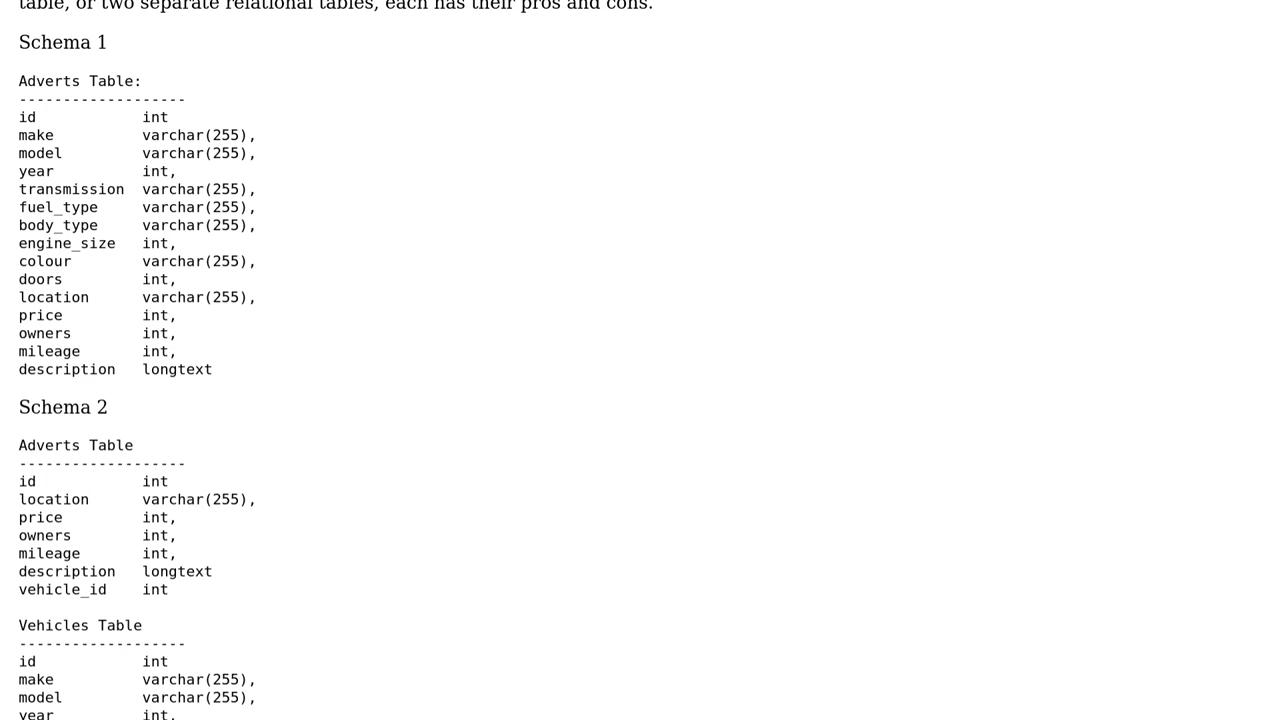 table, or two separate relational tables, each has their pros and cons.
Schema 1
Adverts Table:
-------------------
id            int
make          varchar(255),
model         varchar(255),
year          int,
transmission  varchar(255),
fuel_type     varchar(255),
body_type     varchar(255),
engine_size   int,
colour        varchar(255),
doors         int,
location      varchar(255),
price         int,
owners        int,
mileage       int,
description   longtext
Schema 2
Adverts Table
-------------------
id            int
location      varchar(255),
price         int,
owners        int,
mileage       int,
description   longtext
vehicle_id    int
Vehicles Table
-------------------
id            int
make          varchar(255),
model         varchar(255),
year          int,